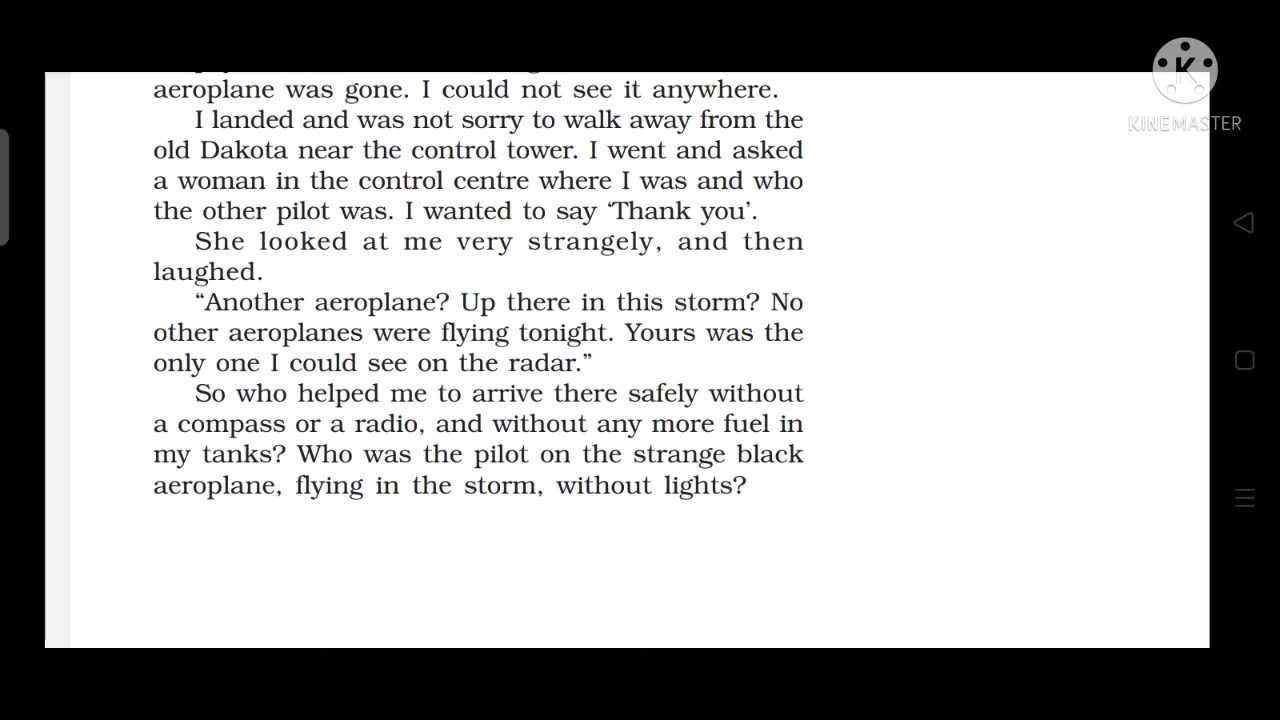 aeroplane was gone. I could not see it anywhere.
I landed and was not sorry to walk away from the
old Dakota near the control tower. I went and asked
a woman in the control centre where I was and who
the other pilot was. I wanted to say ‘Thank you’.
She looked at me very strangely, and then
laughed.
“Another aeroplane? Up there in this storm? No
other aeroplanes were flying tonight. Yours was the
only one I could see on the radar.”
So who helped me to arrive there safely without
a compass or a radio, and without any more fuel in
my tanks? Who was the pilot on the strange black
aeroplane, flying in the storm, without lights?
K
KINEMASTER